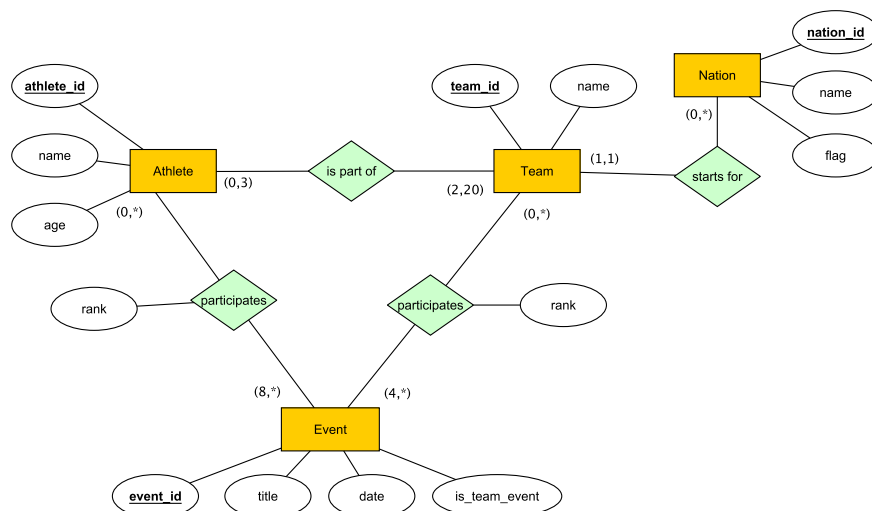 nation_id
Nation
athlete_id
team_id
name
name
(0,*)
name
(1,1)
Athlete
is part of
Team
flag
(0,3)
(2,20)
starts for
(0,*)
(0,*)
age
rank
participates
participates
rank
(8,*)
(4,*)
Event
event_id
title
date
is_team_event